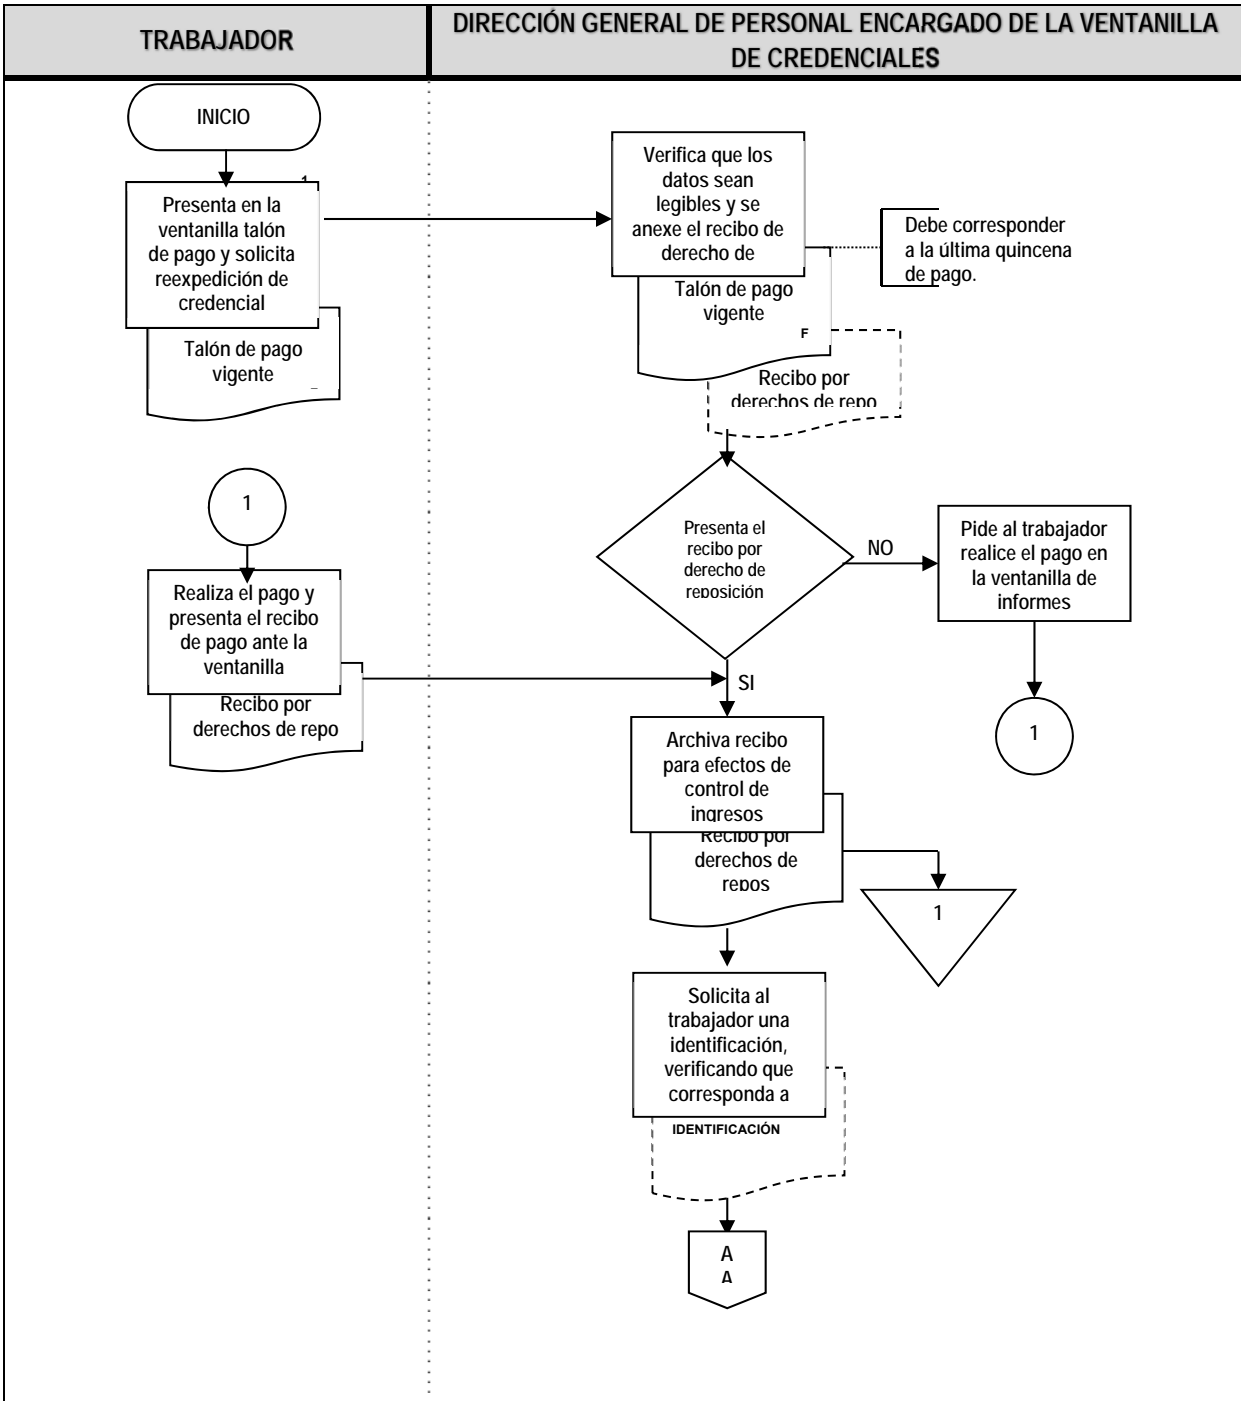 TRABAJADOR
DIRECCIÓN GENERAL DE PERSONAL ENCARGADO DE LA VENTANILLA
DE CREDENCIALES
INICIO
Presenta en la
ventanilla talón
de pago y solicita
reexpedición de
credencial
Talón de pago
vigente
Verifica que los
datos sean
legibles y se
anexe el recibo de
derecho de
Talón de pago
vigente
F
Debe corresponder
a la última quincena
de pago.
Recibo por
derechos de repo
1
Realiza el pago y
presenta el recibo
de pago ante la
ventanilla
Recibo por
derechos de repo
Presenta el
recibo por
derecho de
reposición
NO
Pide al trabajador
realice el pago en
la ventanilla de
informes
1
SI
Archiva recibo
para efectos de
control de
ingresos
Recibo por
derechos de
repos
1
Solicita al
trabajador una
identificación,
verificando que
corresponda a
IDENTIFICACIÓN
A
A